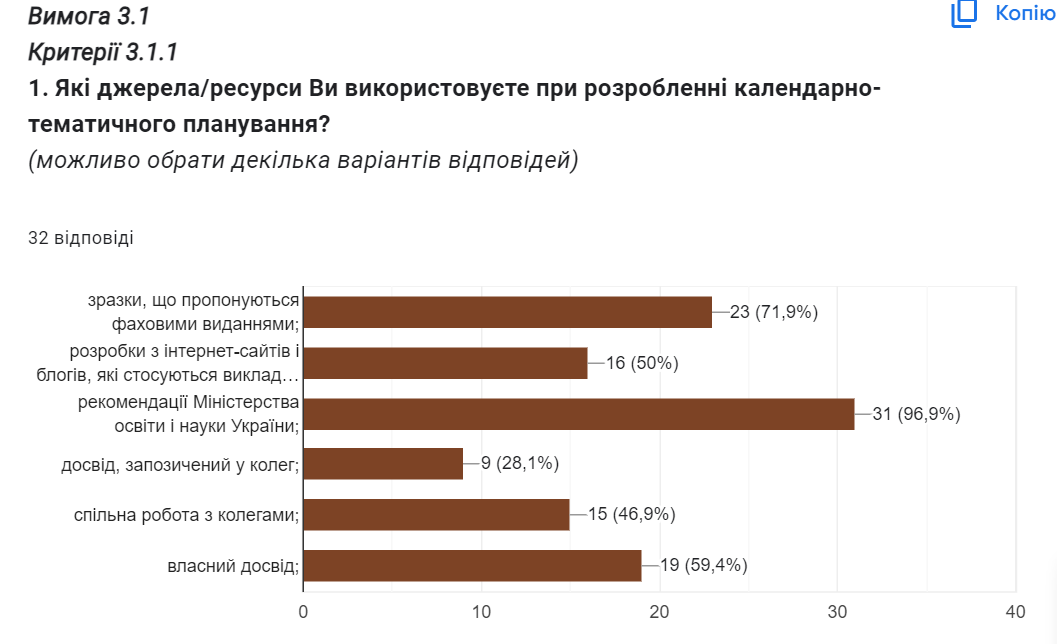 Вимога 3.1
Копію
Критерії 3.1.1
1. Які джерела/ресурси Ви використовуєте при розробленні календарно-
тематичного планування?
(можливо обрати декілька варіантів відповідей)
32 відповіді
зразки, що пропонуються
фаховими виданнями;
23 (71,9%)
розробки з інтернет-сайтів і
блогів, які стосуються виклад…
16 (50%)
рекомендації Міністерства
освіти і науки України;
31 (96,9%)
досвід, запозичений у колег;
9 (28,1%)
спільна робота з колегами;
15 (46,9%)
власний досвід;
19 (59,4%)
0 10 20 30 40